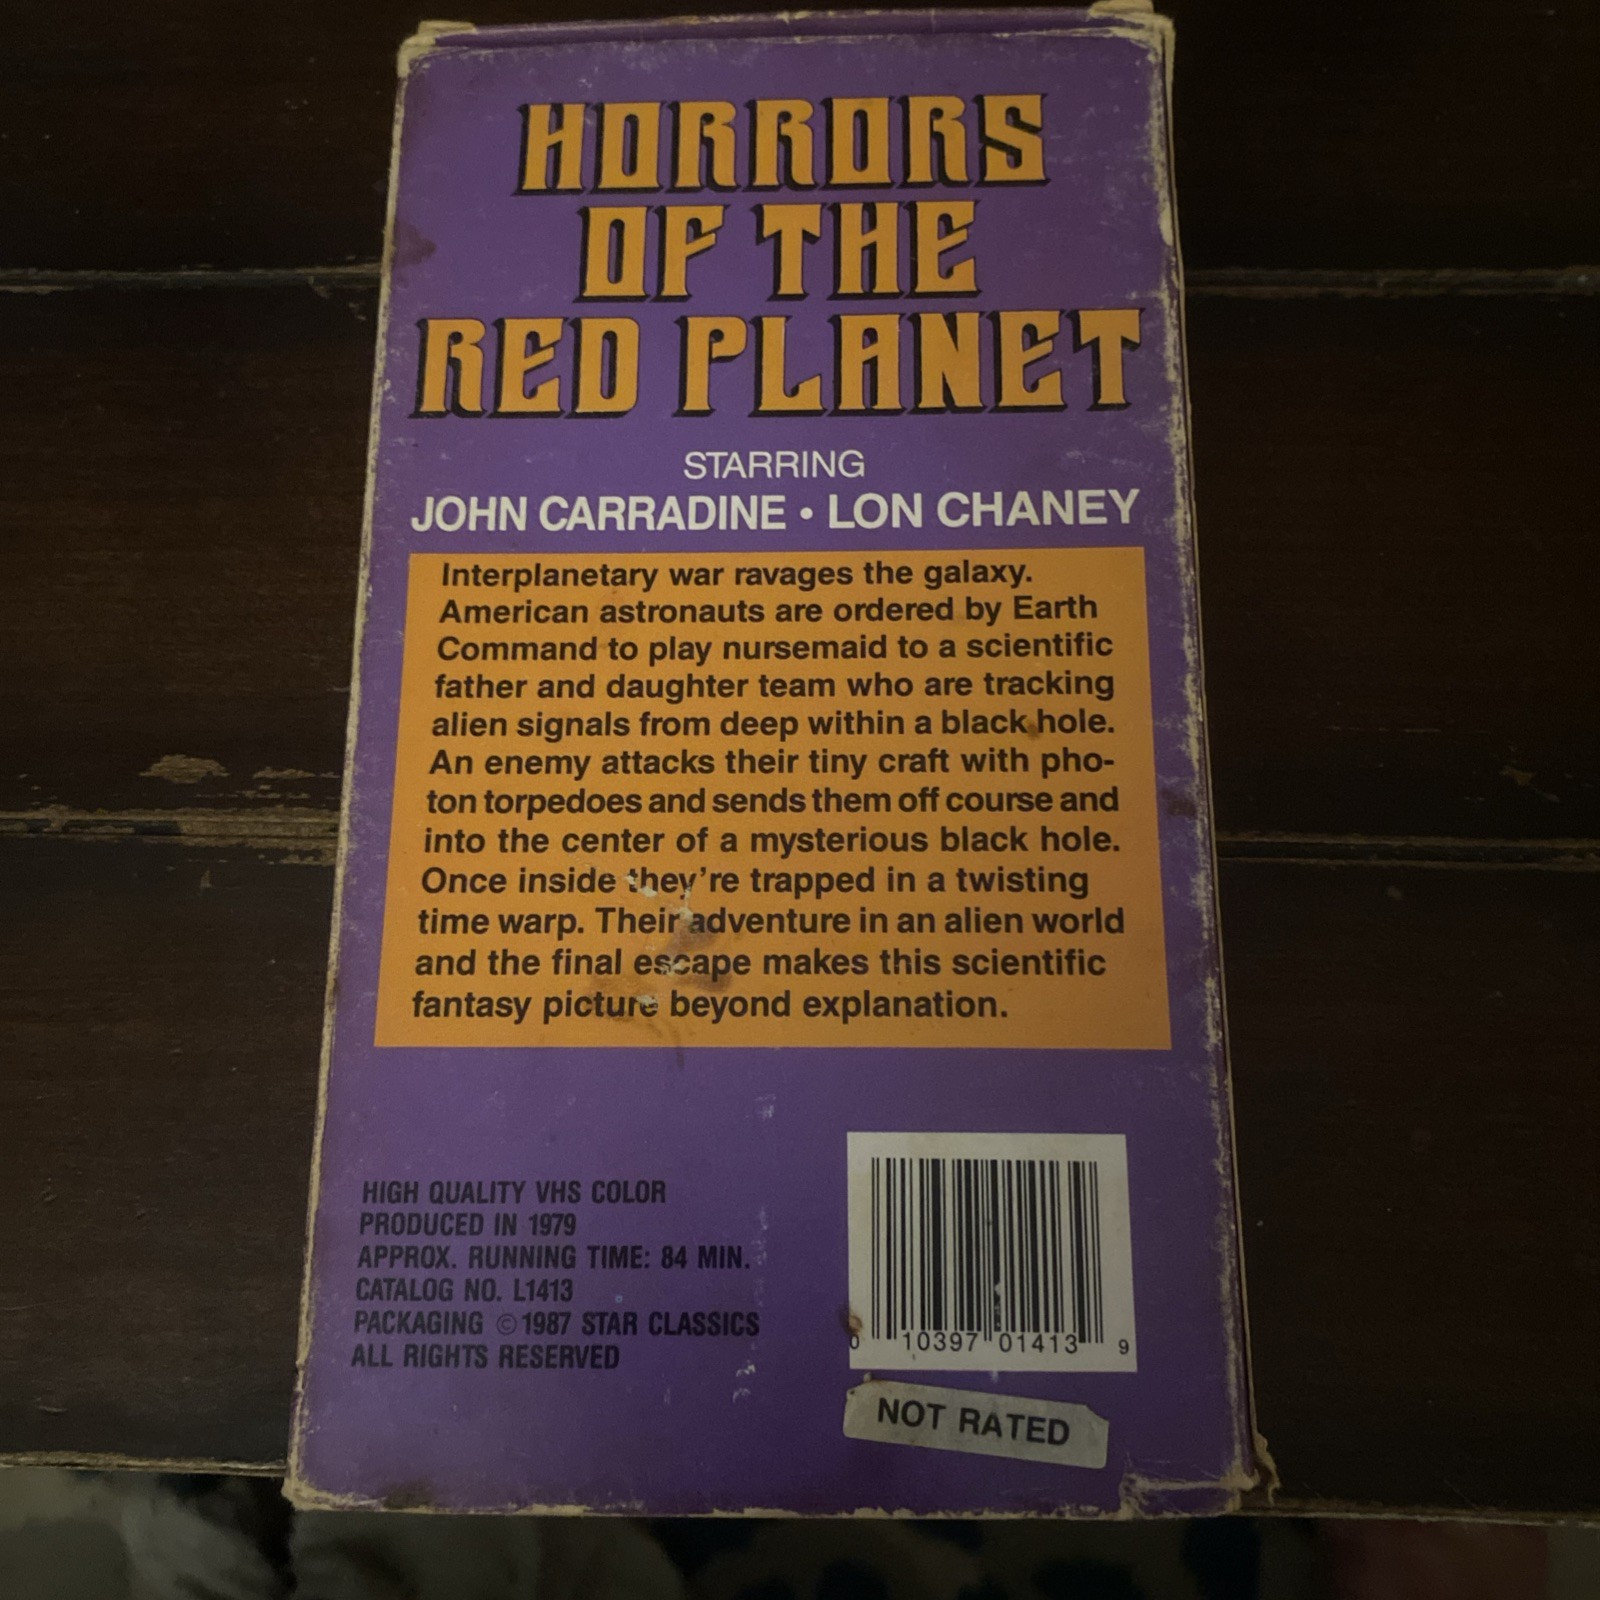 HORRORS
OF THE
RED PLANET
STARRING
JOHN CARRADINE • LON CHANEY
Interplanetary war ravages the galaxy.
American astronauts are ordered by Earth
Command to play nursemaid to a scientific
father and daughter team who are tracking
alien signals from deep within a black hole.
An enemy attacks their tiny craft with pho-
ton torpedoes and sends them off course and
into the center of a mysterious black hole.
Once inside they're trapped in a twisting
time warp. Their adventure in an alien world
and the final escape makes this scientific
fantasy picture beyond explanation.
HIGH QUALITY VHS COLOR
PRODUCED IN 1979
APPROX. RUNNING TIME: 84 MIN.
CATALOG NO. L1413
PACKAGING ©1987 STAR CLASSICS
ALL RIGHTS RESERVED
0 10397 01413 9
NOT RATED